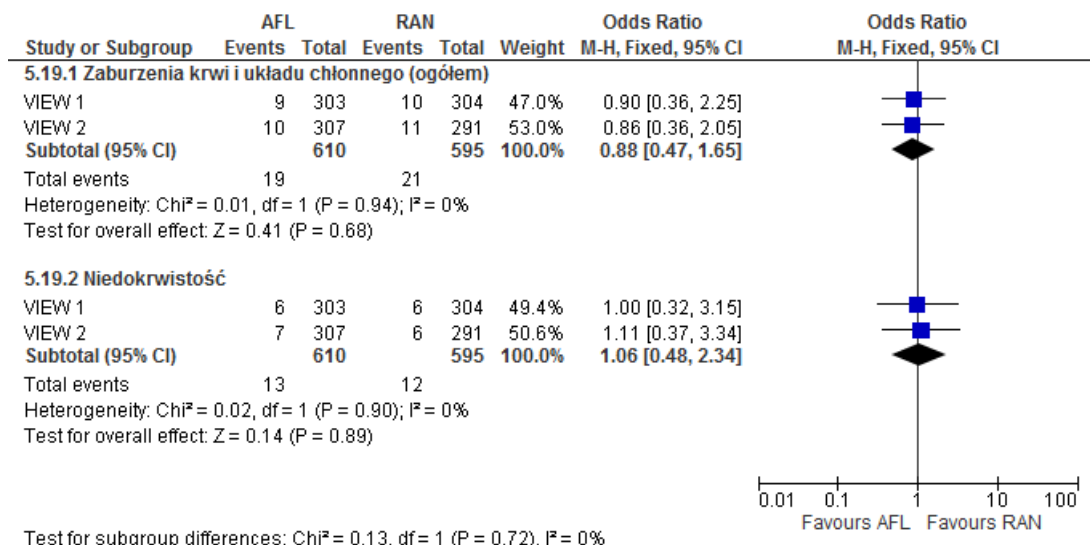 AFL RAN Odds Ratio Odds Ratio
Study or Subgroup Events Total Events Total Weight M-H, Fixed, 95% CI M-H, Fixed, 95% CI
5.19.1 Zaburzenia krwi i układu chłonnego (ogółem)
VIEW 1 9 303 10 304 47.0% 0.90 [0.36, 2.25]
VIEW 2 10 307 11 291 53.0% 0.86 [0.36, 2.05]
Subtotal (95% CI) 610 595 100.0% 0.88 [0.47, 1.65]
Total events 19 21
Heterogeneity: Chi² = 0.01, df = 1 (P = 0.94); I² = 0%
Test for overall effect: Z = 0.41 (P = 0.68)
5.19.2 Niedokrwistość
VIEW 1 6 303 6 304 49.4% 1.00 [0.32, 3.15]
VIEW 2 7 307 6 291 50.6% 1.11 [0.37, 3.34]
Subtotal (95% CI) 610 595 100.0% 1.06 [0.48, 2.34]
Total events 13 12
Heterogeneity: Chi² = 0.02, df = 1 (P = 0.90); I² = 0%
Test for overall effect: Z = 0.14 (P = 0.89)
0.01 0.1 1 10 100
Favours AFL Favours RAN
Test for subgroup differences: Chi² = 0.13, df = 1 (P = 0.72), I² = 0%